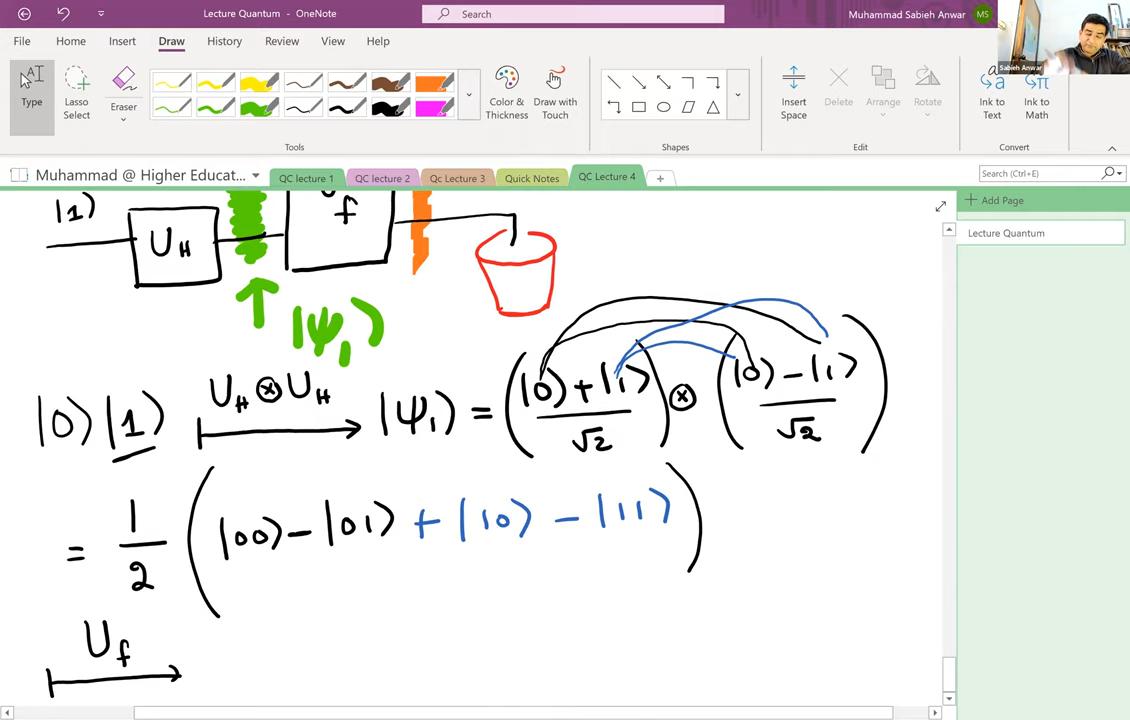 Lecture Quantum - OneNote
Search
Muhammad Sabieh Anwar
MS
File Home Insert Draw History Review View Help
Sabieh Anwar
Type
Lasso Select
Eraser
Color & Thickness
Draw with Touch
Insert Space
Delete
Arrange
Rotate
Ink to Text
Ink to Math
Tools
Shapes
Edit
Convert
Muhammad @ Higher Educat...
QC lecture 1
QC lecture 2
Qc Lecture 3
Quick Notes
QC Lecture 4
Search (Ctrl+E)
Add Page
Lecture Quantum
|1⟩
U_H
U_f
|ψ₁⟩
|0⟩|1⟩ U_H ⊗ U_H ⟼ |ψ₁⟩ = (|0⟩ + |1⟩ / √2) ⊗ (|0⟩ − |1⟩ / √2)
= 1/2 (|00⟩ − |01⟩ + |10⟩ − |11⟩)
U_f ⟼